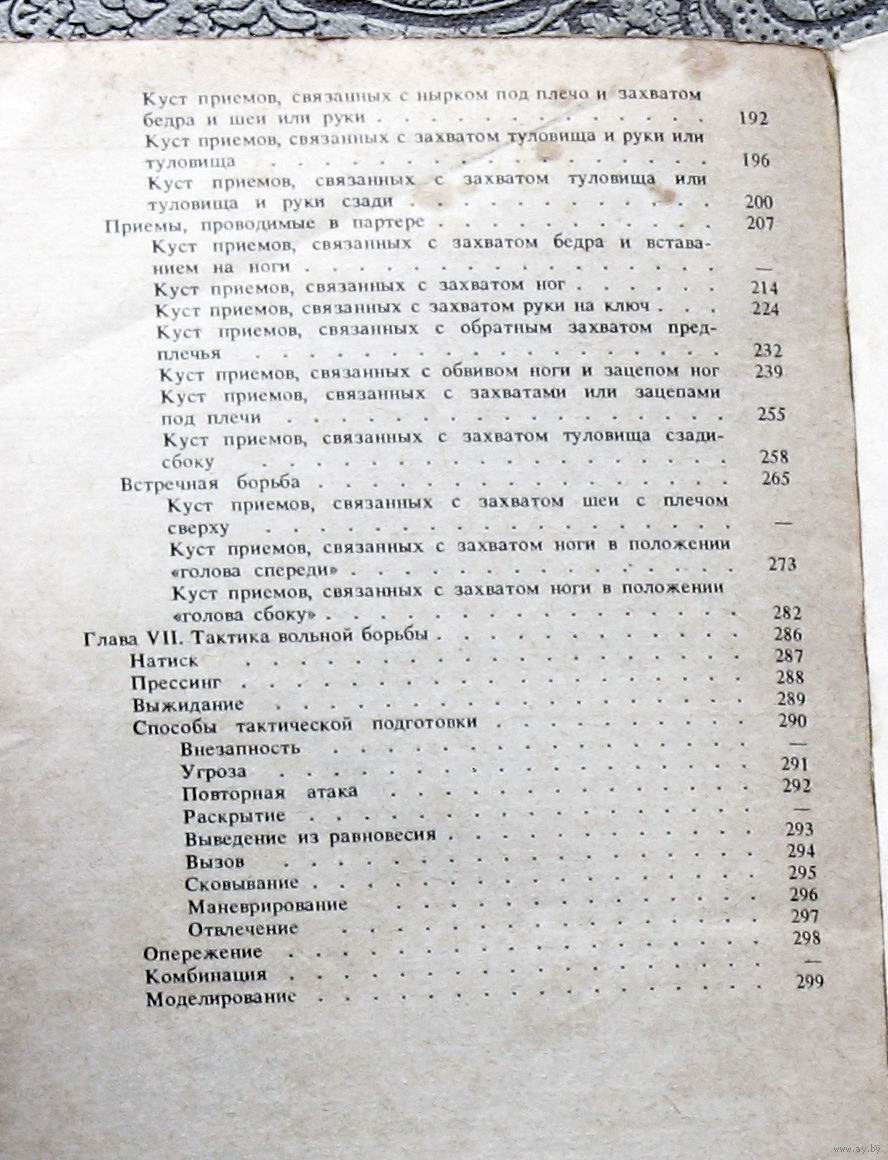 Куст приемов, связанных с нырком под плечо и захватом
бедра и шеи или руки . . . . . . . . . . . . . 192
Куст приемов, связанных с захватом туловища и руки или
туловища . . . . . . . . . . . . . . . . . 196
Куст приемов, связанных с захватом туловища или
туловища и руки сзади . . . . . . . . . . . . 200
Приемы, проводимые в партере . . . . . . . . . . . 207
Куст приемов, связанных с захватом бедра и встава-
нием на ноги . . . . . . . . . . . . . . . . —
Куст приемов, связанных с захватом ног . . . . . . 214
Куст приемов, связанных с захватом руки на ключ . . . 224
Куст приемов, связанных с обратным захватом пред-
плечья . . . . . . . . . . . . . . . . . . 232
Куст приемов, связанных с обвивом ноги и зацепом ног 239
Куст приемов, связанных с захватами или зацепами
под плечи . . . . . . . . . . . . . . . . . 255
Куст приемов, связанных с захватом туловища сзади-
сбоку . . . . . . . . . . . . . . . . . . 258
Встречная борьба . . . . . . . . . . . . . . . . 265
Куст приемов, связанных с захватом шеи с плечом
сверху . . . . . . . . . . . . . . . . . . —
Куст приемов, связанных с захватом ноги в положении
«голова спереди» . . . . . . . . . . . . . . . 273
Куст приемов, связанных с захватом ноги в положении
«голова сбоку» . . . . . . . . . . . . . . . . 282
Глава VII. Тактика вольной борьбы . . . . . . . . . . . . 286
Натиск . . . . . . . . . . . . . . . . . . . 287
Прессинг . . . . . . . . . . . . . . . . . . . 288
Выжидание . . . . . . . . . . . . . . . . . . 289
Способы тактической подготовки . . . . . . . . . . 290
Внезапность . . . . . . . . . . . . . . . . —
Угроза . . . . . . . . . . . . . . . . . . 291
Повторная атака . . . . . . . . . . . . . . 292
Раскрытие . . . . . . . . . . . . . . . . . —
Выведение из равновесия . . . . . . . . . . . . 293
Вызов . . . . . . . . . . . . . . . . . . 294
Сковывание . . . . . . . . . . . . . . . . . 295
Маневрирование . . . . . . . . . . . . . . 296
Отвлечение . . . . . . . . . . . . . . . . 297
Опережение . . . . . . . . . . . . . . . . . . 298
Комбинация . . . . . . . . . . . . . . . . . . —
Моделирование . . . . . . . . . . . . . . . . . 299
www.ay.by